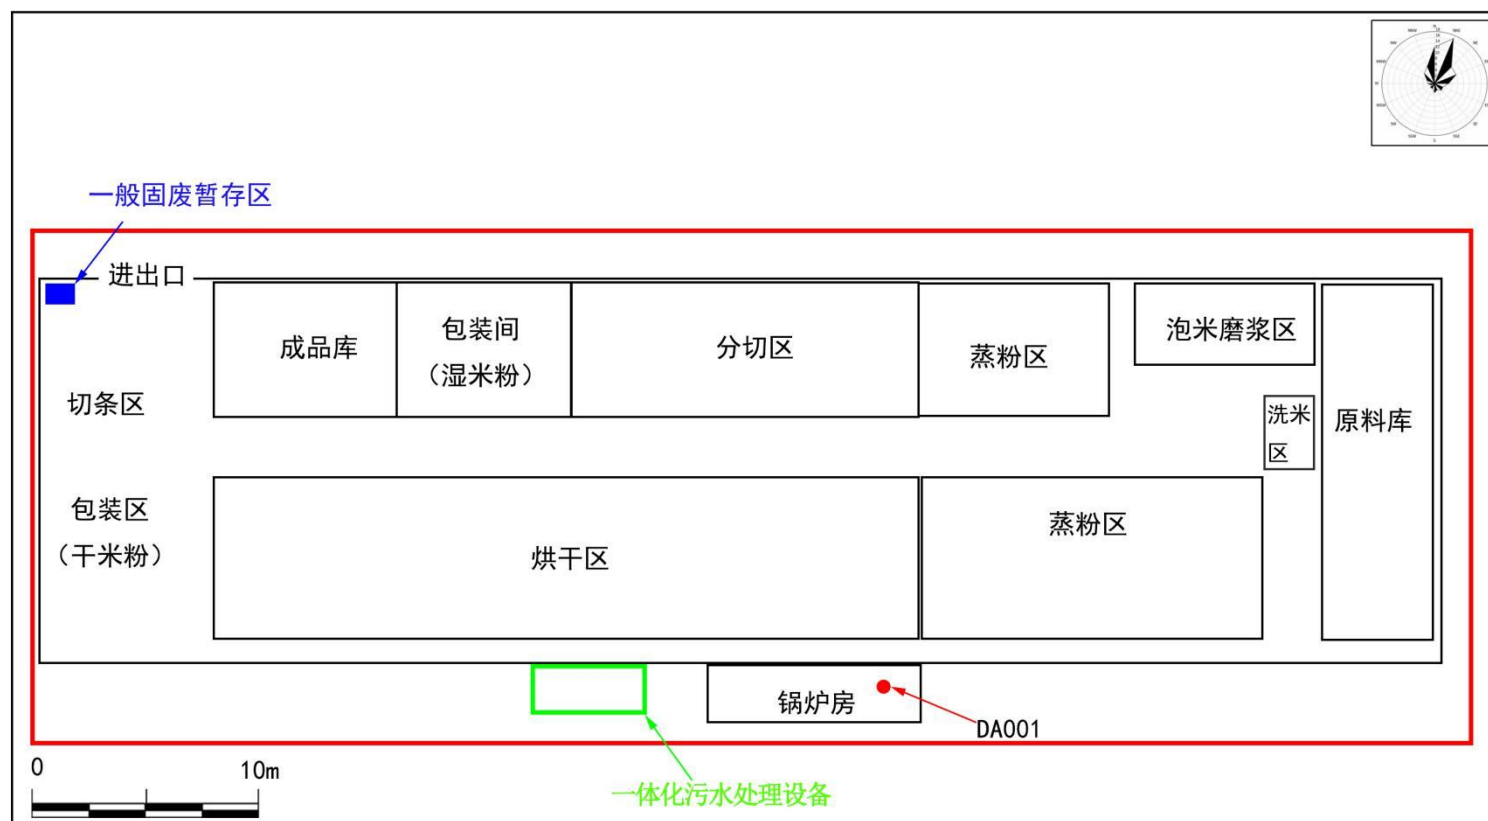 N
一般固废暂存区
进出口
成品库
包装间
（湿米粉）
分切区
蒸粉区
泡米磨浆区
切条区
洗米
区
原料库
包装区
（干米粉）
烘干区
蒸粉区
锅炉房
DA001
0
10m
一体化污水处理设备